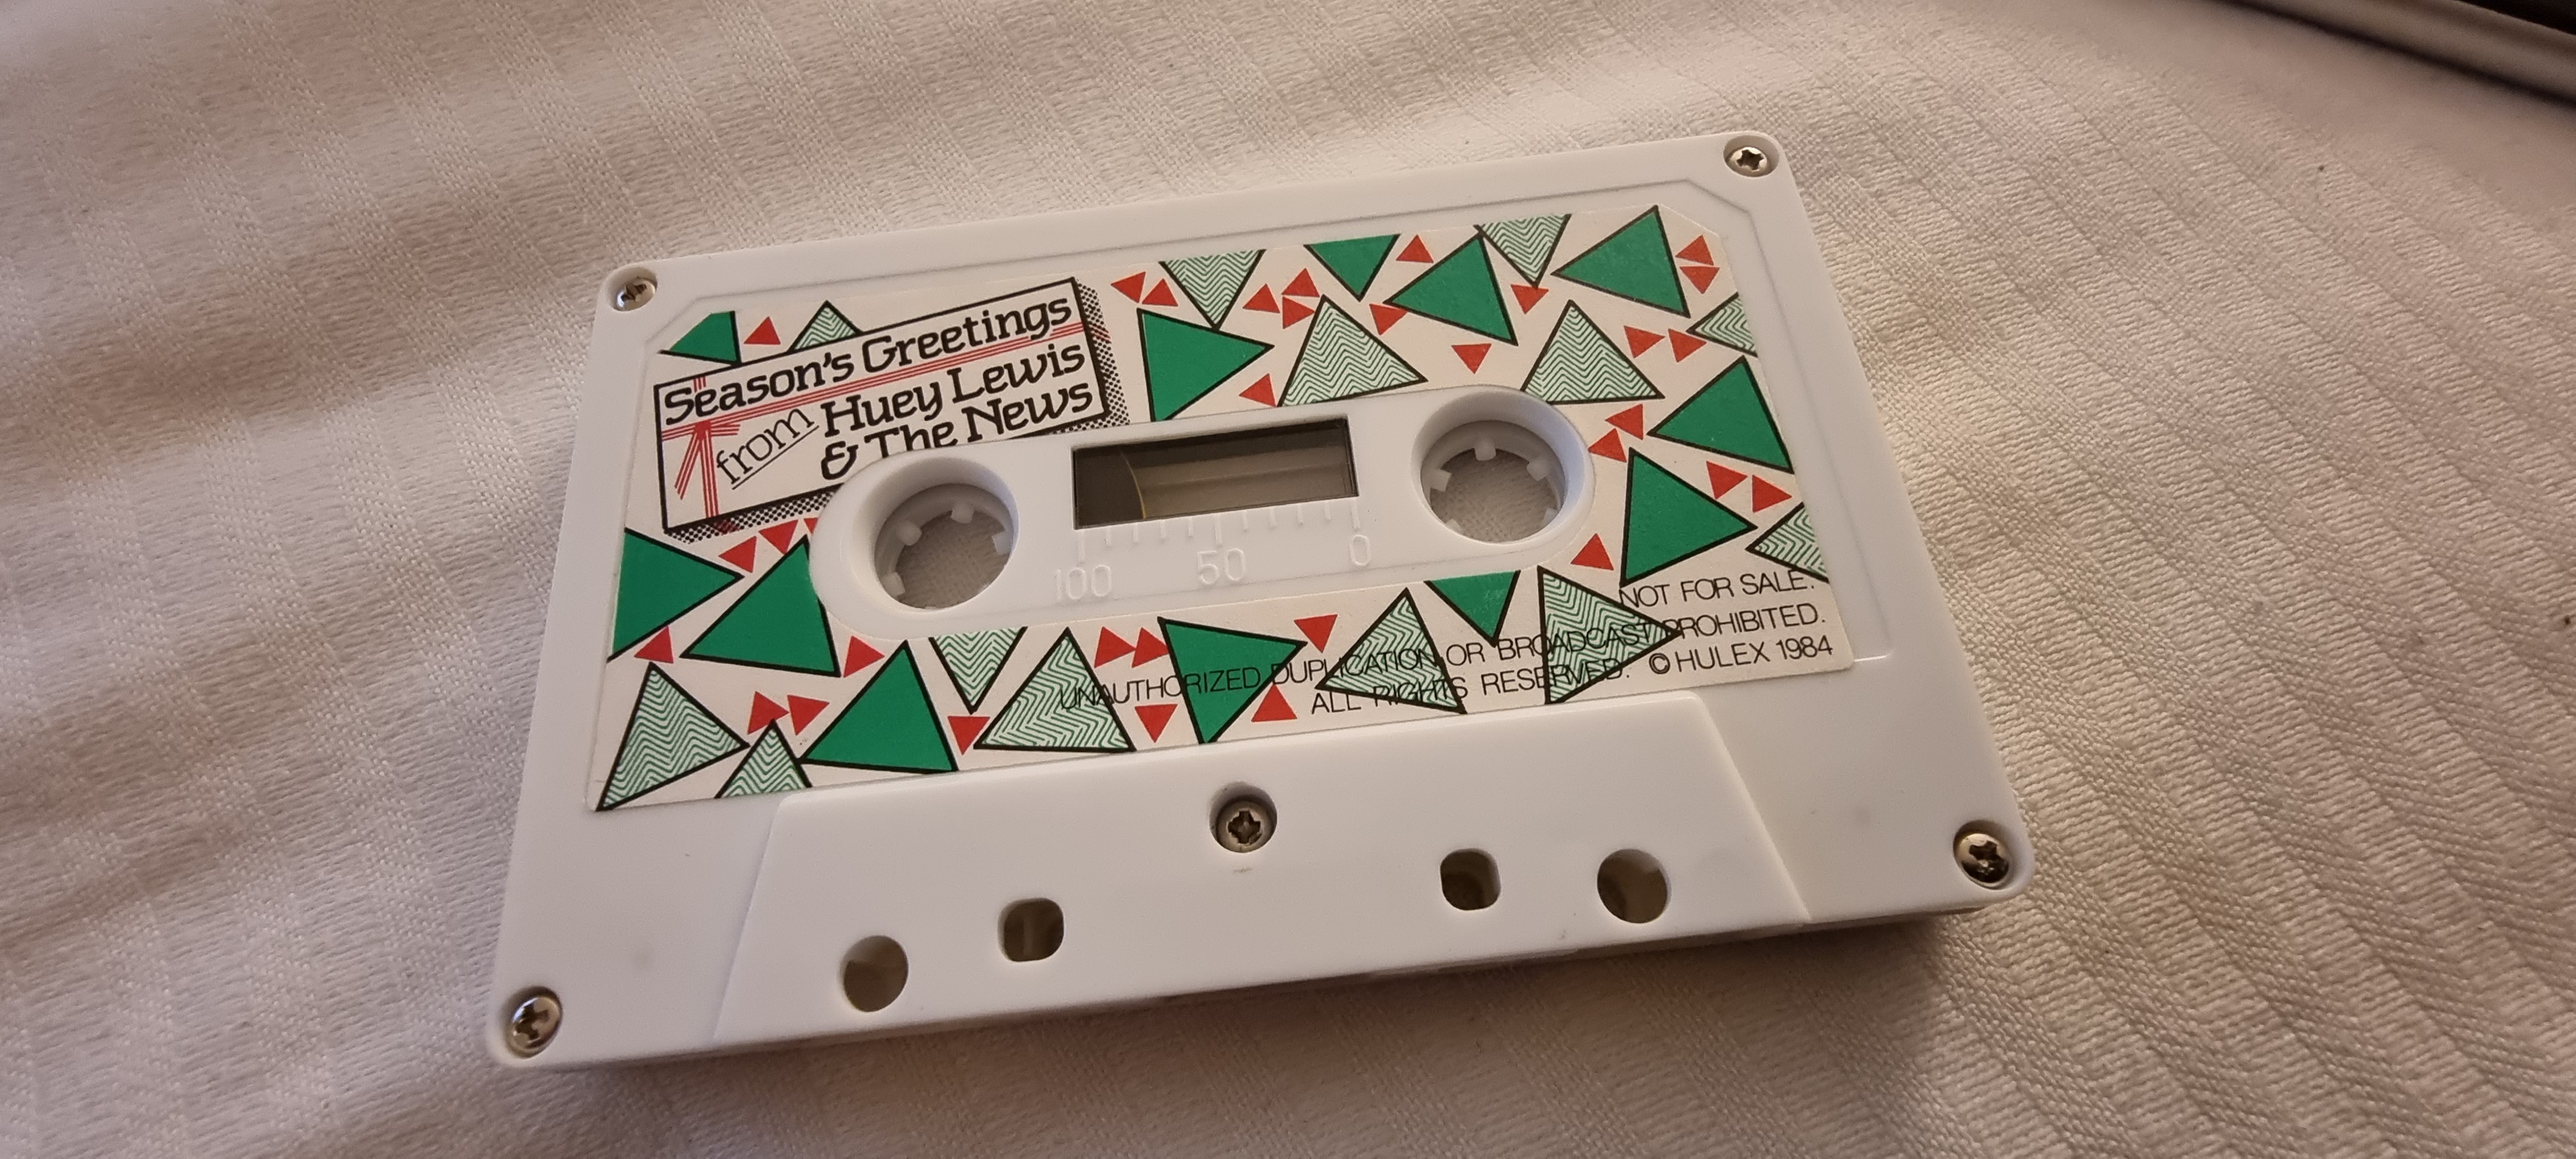 Season's Greetings
from Huey Lewis
& The News
100 50 0
NOT FOR SALE.
UNAUTHORIZED DUPLICATION OR BROADCAST PROHIBITED.
ALL RIGHTS RESERVED. © HULEX 1984